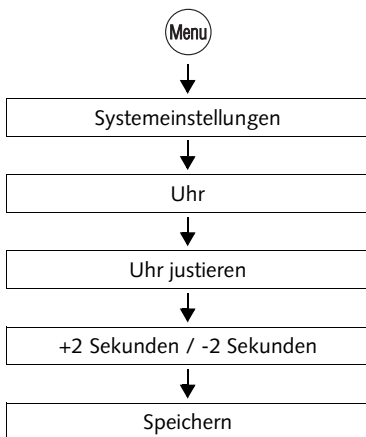 Menu
Systemeinstellungen
Uhr
Uhr justieren
+2 Sekunden / -2 Sekunden
Speichern